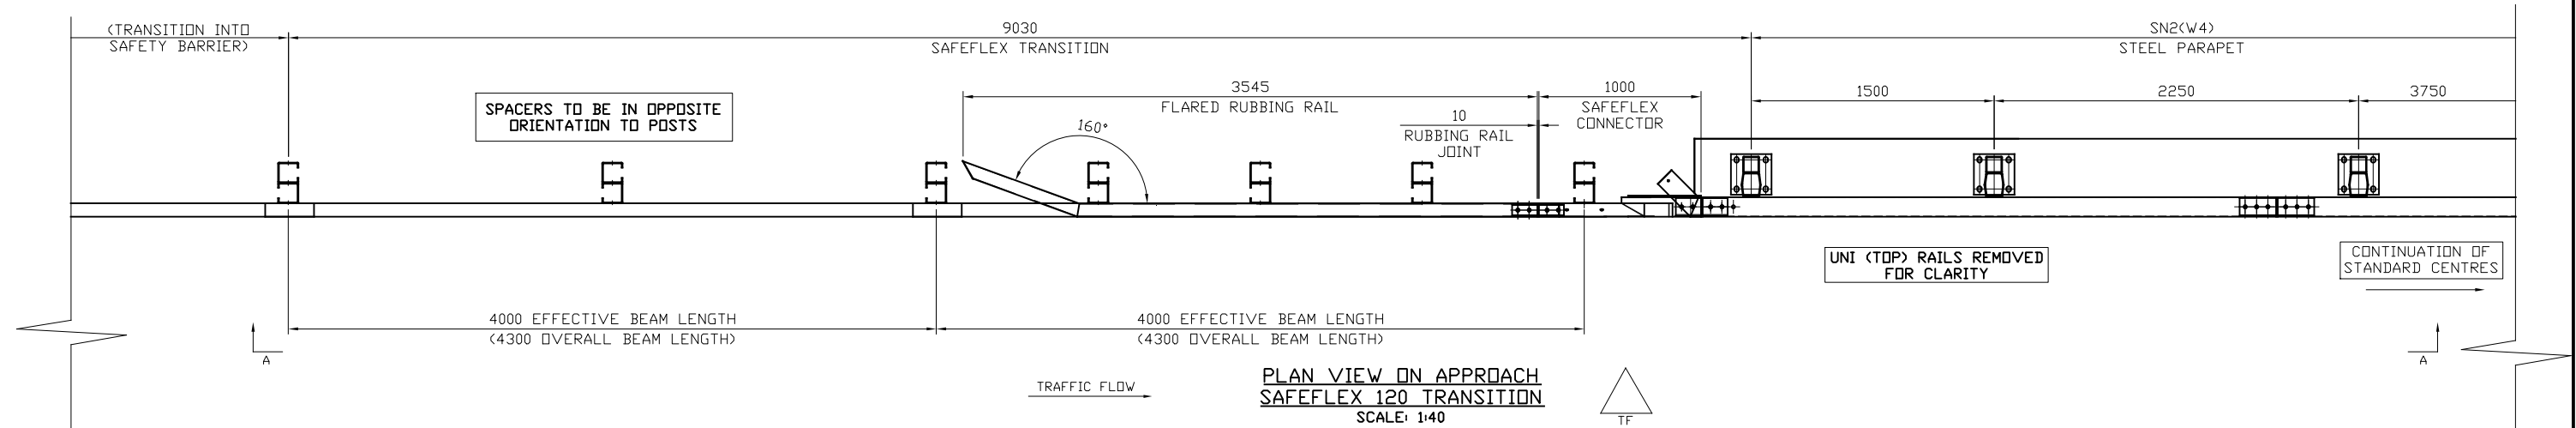 (TRANSITION INTO
SAFETY BARRIER)
9030
SAFEFLEX TRANSITION
SN2(W4)
STEEL PARAPET
3545
FLARED RUBBING RAIL
1000
SAFEFLEX
CONNECTOR
1500
2250
3750
SPACERS TO BE IN OPPOSITE
ORIENTATION TO POSTS
160°
10
RUBBING RAIL
JOINT
UNI (TOP) RAILS REMOVED
FOR CLARITY
CONTINUATION OF
STANDARD CENTRES
4000 EFFECTIVE BEAM LENGTH
(4300 OVERALL BEAM LENGTH)
4000 EFFECTIVE BEAM LENGTH
(4300 OVERALL BEAM LENGTH)
A
A
TRAFFIC FLOW
PLAN VIEW ON APPROACH
SAFEFLEX 120 TRANSITION
SCALE: 1:40
TF